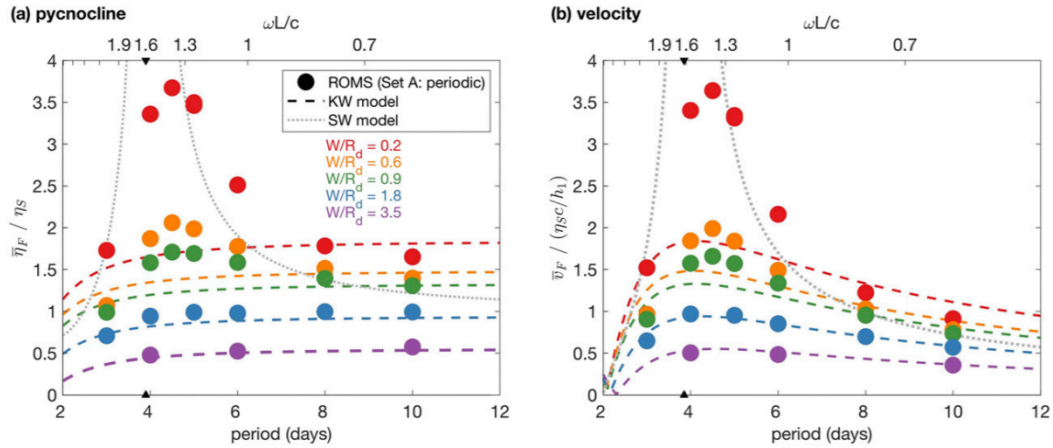 (a) pycnocline
ωL/c
1.9 1.6 1.3 1 0.7
4
3.5
3
2.5
2
1.5
1
0.5
0
η̅F / ηS
ROMS (Set A: periodic)
KW model
SW model
W/Rd = 0.2
W/Rd = 0.6
W/Rd = 0.9
W/Rd = 1.8
W/Rd = 3.5
2 4 6 8 10 12
period (days)
(b) velocity
ωL/c
1.9 1.6 1.3 1 0.7
4
3.5
3
2.5
2
1.5
1
0.5
0
v̅F / (ηSc/h1)
2 4 6 8 10 12
period (days)